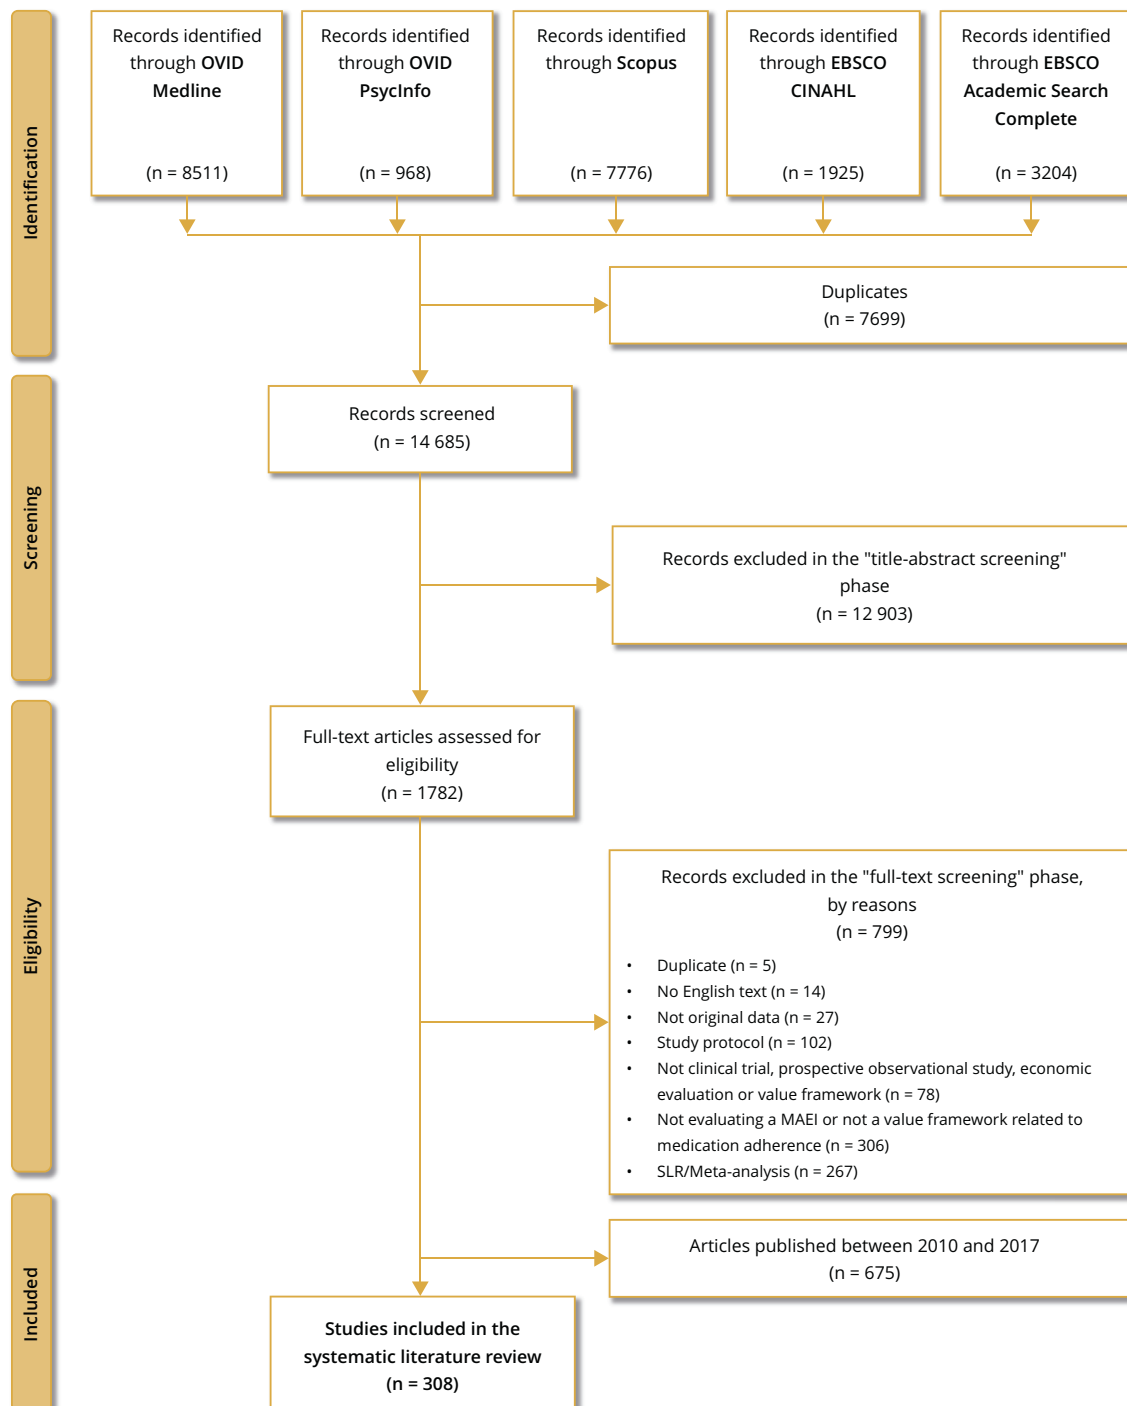 Identification
Records identified
through OVID
Medline
(n = 8511)
Records identified
through OVID
PsycInfo
(n = 968)
Records identified
through Scopus
(n = 7776)
Records identified
through EBSCO
CINAHL
(n = 1925)
Records identified
through EBSCO
Academic Search
Complete
(n = 3204)
Duplicates
(n = 7699)
Screening
Records screened
(n = 14 685)
Records excluded in the "title-abstract screening"
phase
(n = 12 903)
Eligibility
Full-text articles assessed for
eligibility
(n = 1782)
Records excluded in the "full-text screening" phase,
by reasons
(n = 799)
• Duplicate (n = 5)
• No English text (n = 14)
• Not original data (n = 27)
• Study protocol (n = 102)
• Not clinical trial, prospective observational study, economic
evaluation or value framework (n = 78)
• Not evaluating a MAEI or not a value framework related to
medication adherence (n = 306)
• SLR/Meta-analysis (n = 267)
Included
Articles published between 2010 and 2017
(n = 675)
Studies included in the
systematic literature review
(n = 308)